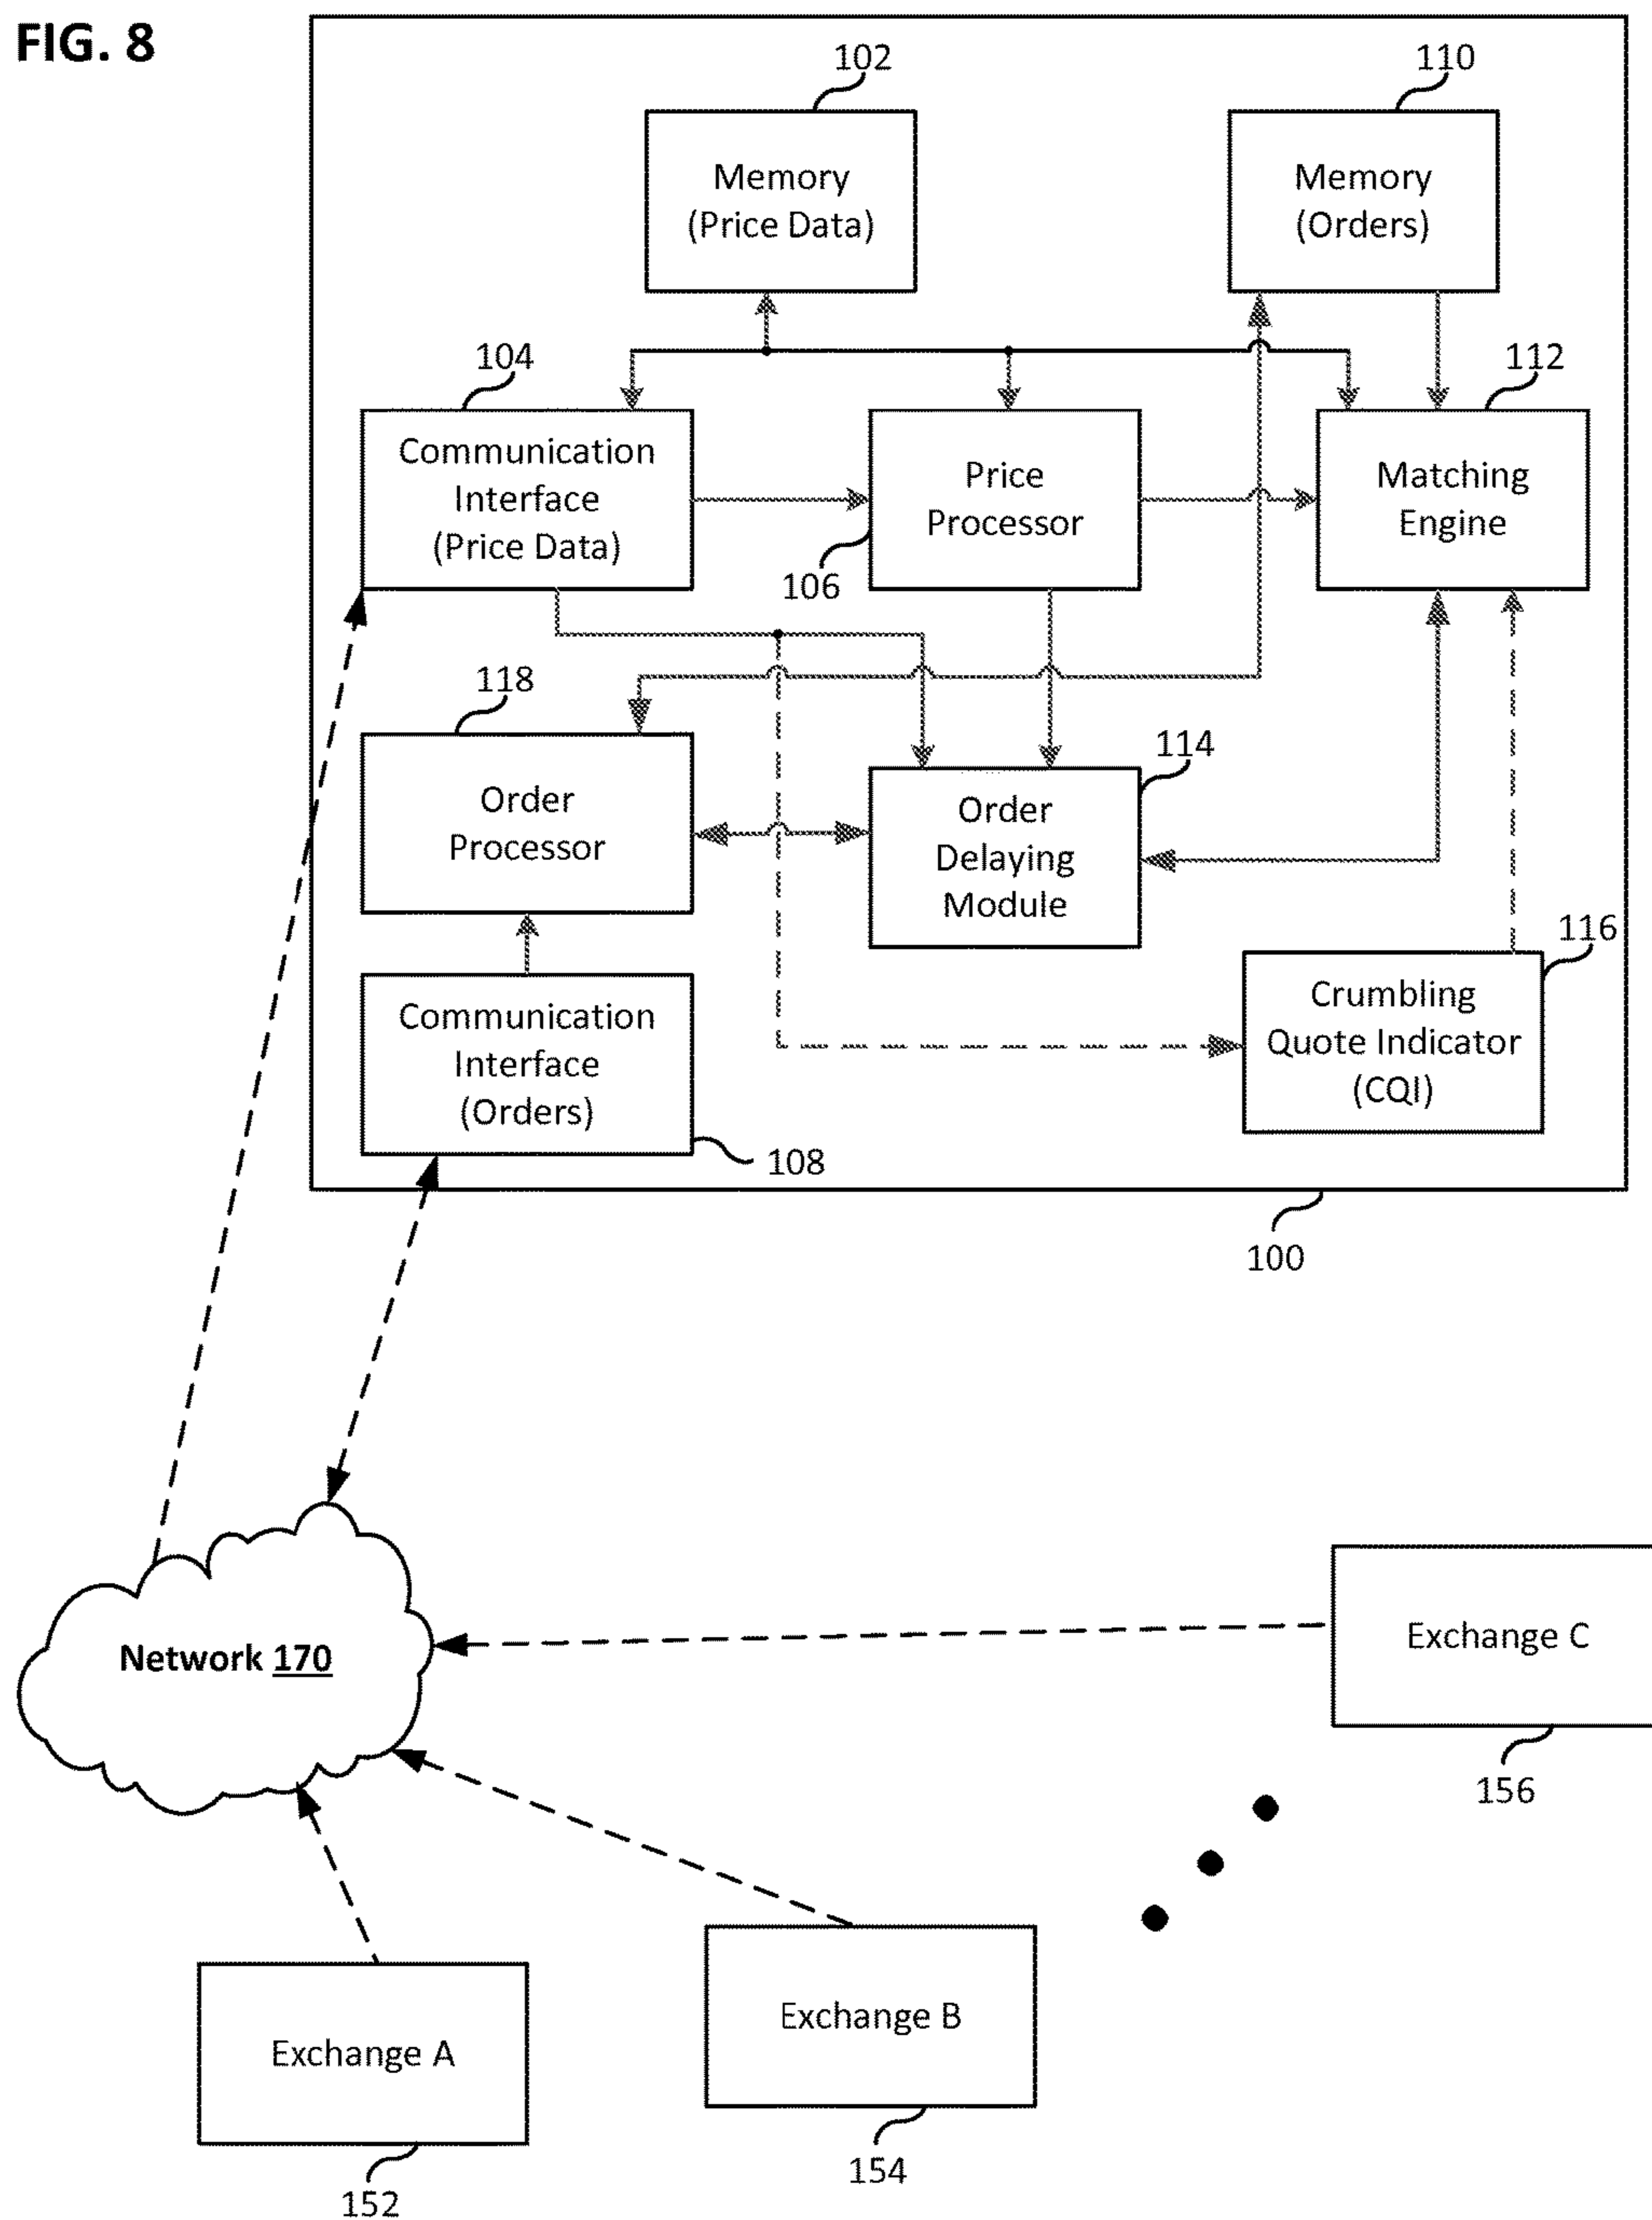 FIG. 8
102
110
Memory
(Price Data)
Memory
(Orders)
104
112
Communication
Interface
(Price Data)
Price
Processor
Matching
Engine
106
118
114
Order
Processor
Order
Delaying
Module
116
Communication
Interface
(Orders)
Crumbling
Quote Indicator
(CQI)
108
100
Network 170
Exchange C
156
Exchange B
Exchange A
154
152